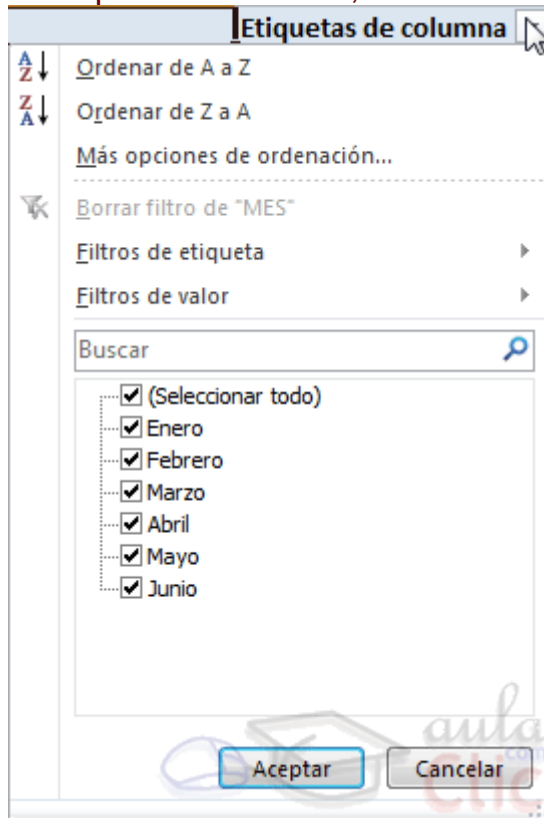 Etiquetas de columna
Ordenar de A a Z
Ordenar de Z a A
Más opciones de ordenación...
Borrar filtro de "MES"
Filtros de etiqueta
Filtros de valor
Buscar
(Seleccionar todo)
Enero
Febrero
Marzo
Abril
Mayo
Junio
Aceptar Cancelar
aula
.com
Clic